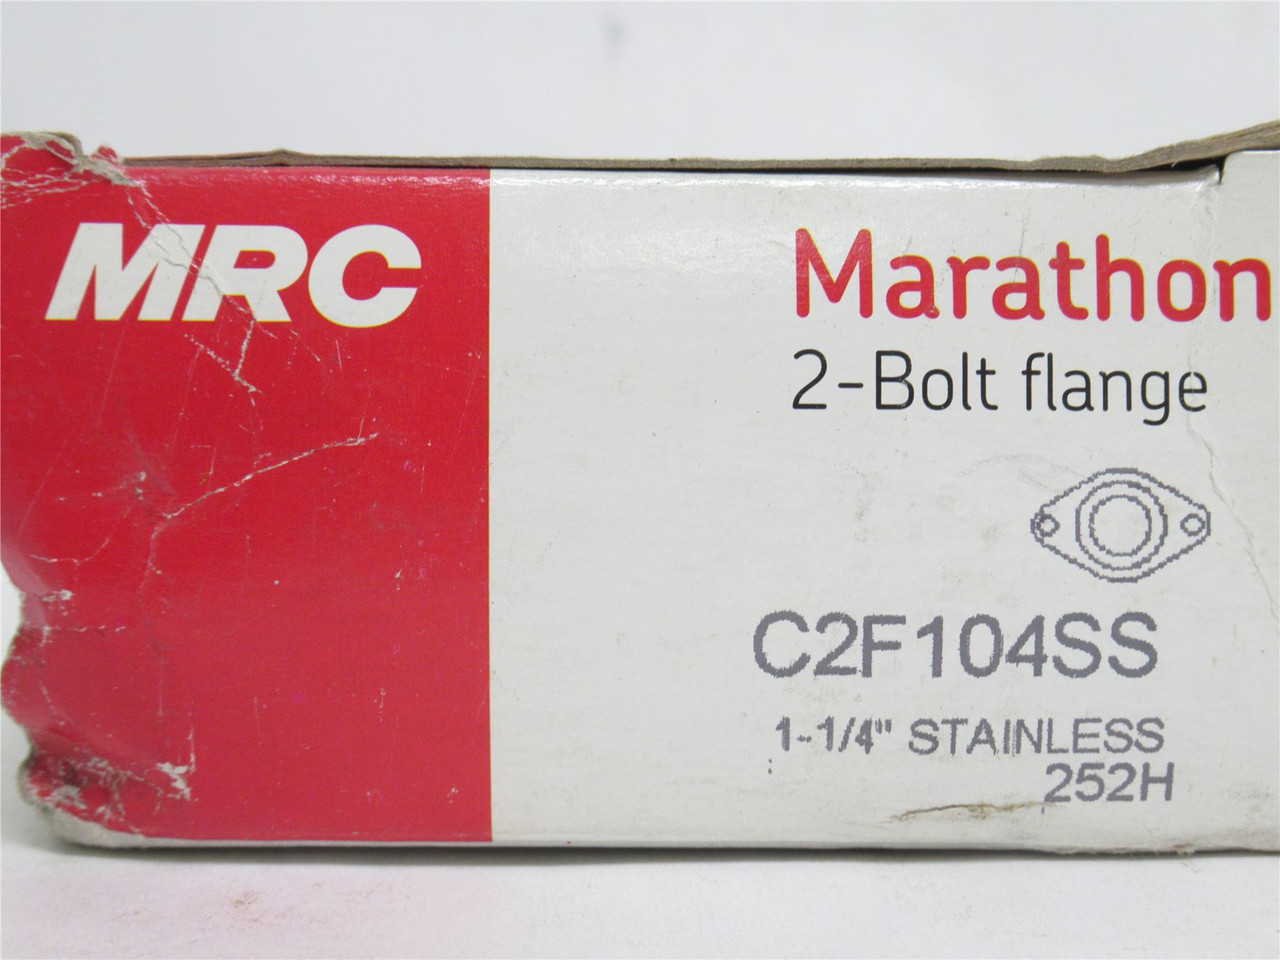 MRC
Marathon
2-Bolt flange
C2F104SS
1-1/4" STAINLESS
252H